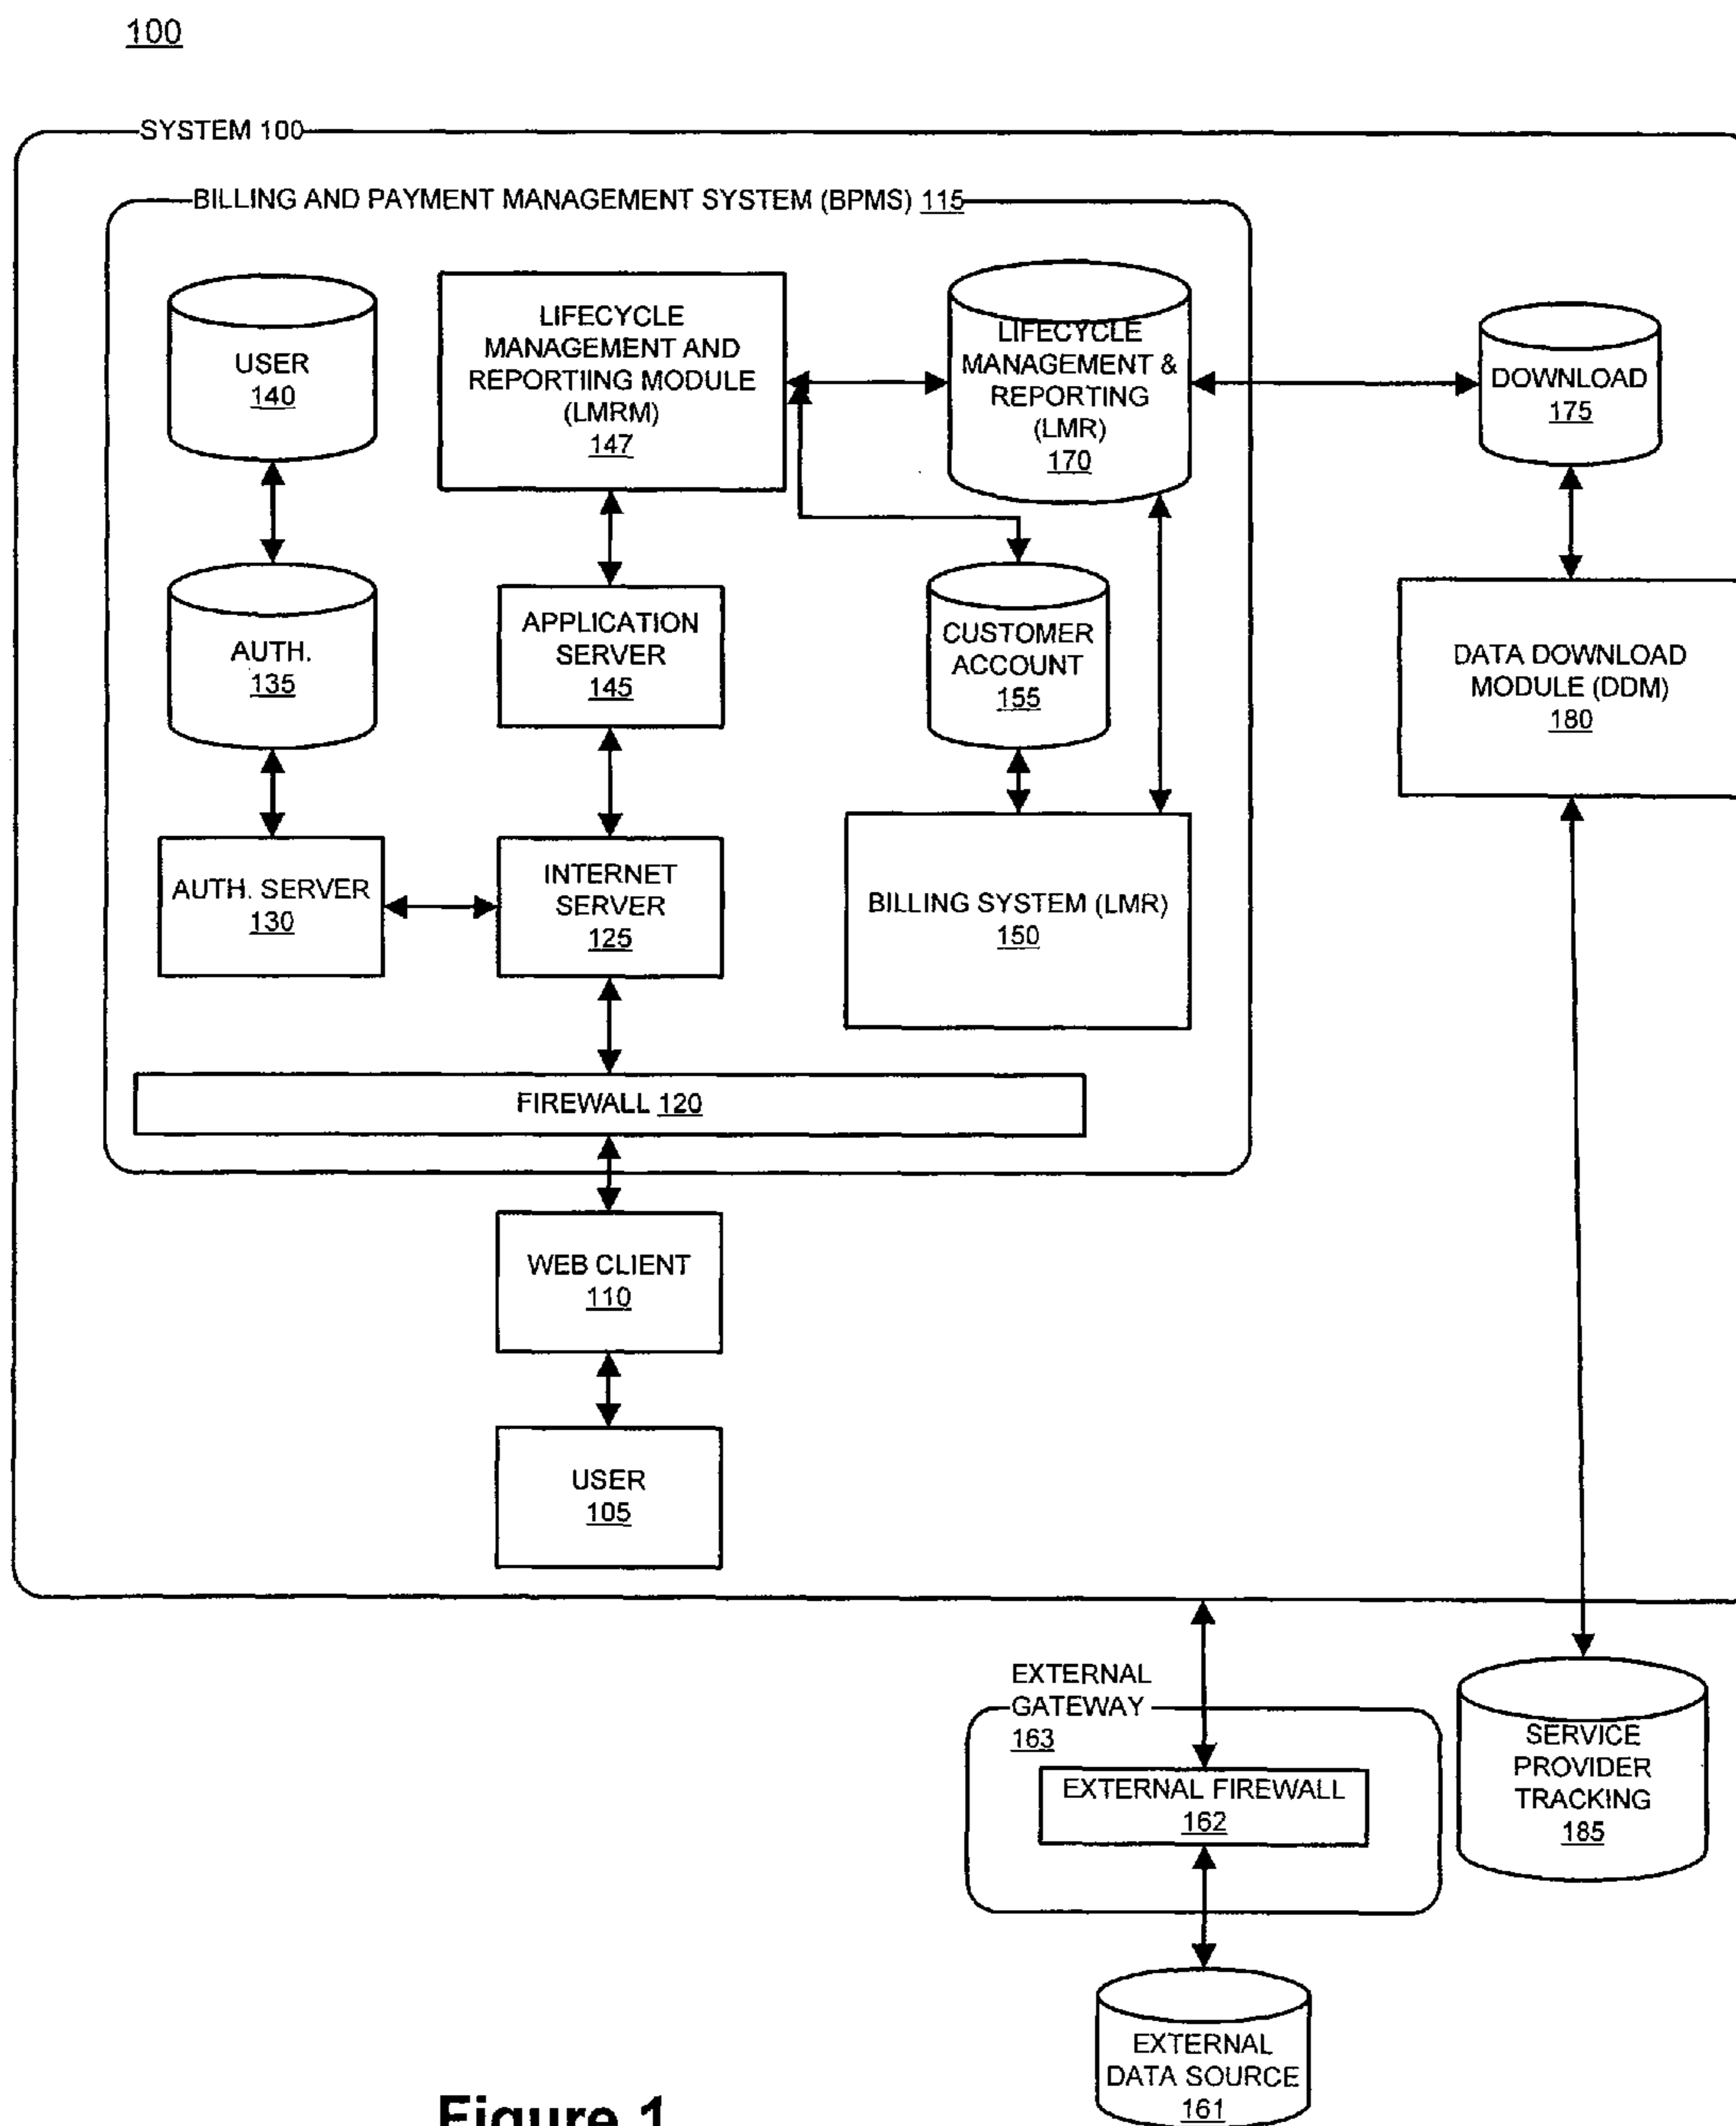 100
SYSTEM 100
BILLING AND PAYMENT MANAGEMENT SYSTEM (BPMS) 115
USER
140
LIFECYCLE
MANAGEMENT AND
REPORTIING MODULE
(LMRM)
147
LIFECYCLE
MANAGEMENT &
REPORTING
(LMR)
170
DOWNLOAD
175
AUTH.
135
APPLICATION
SERVER
145
CUSTOMER
ACCOUNT
155
DATA DOWNLOAD
MODULE (DDM)
180
AUTH. SERVER
130
INTERNET
SERVER
125
BILLING SYSTEM (LMR)
150
FIREWALL 120
WEB CLIENT
110
USER
105
EXTERNAL
GATEWAY
163
EXTERNAL FIREWALL
162
SERVICE
PROVIDER
TRACKING
185
EXTERNAL
DATA SOURCE
161
Figure 1